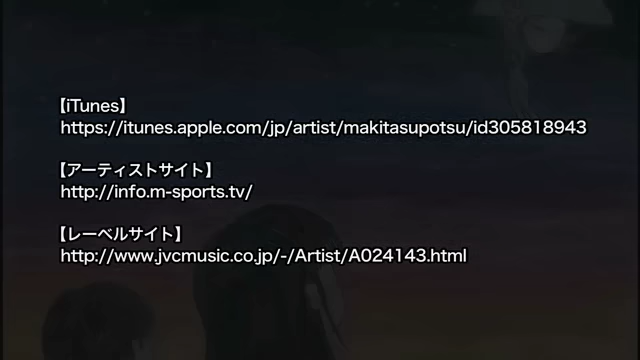 【iTunes】
https://itunes.apple.com/jp/artist/makitasupotsu/id305818943
【アーティストサイト】
http://info.m-sports.tv/
【レーベルサイト】
http://www.jvcmusic.co.jp/-/Artist/A024143.html